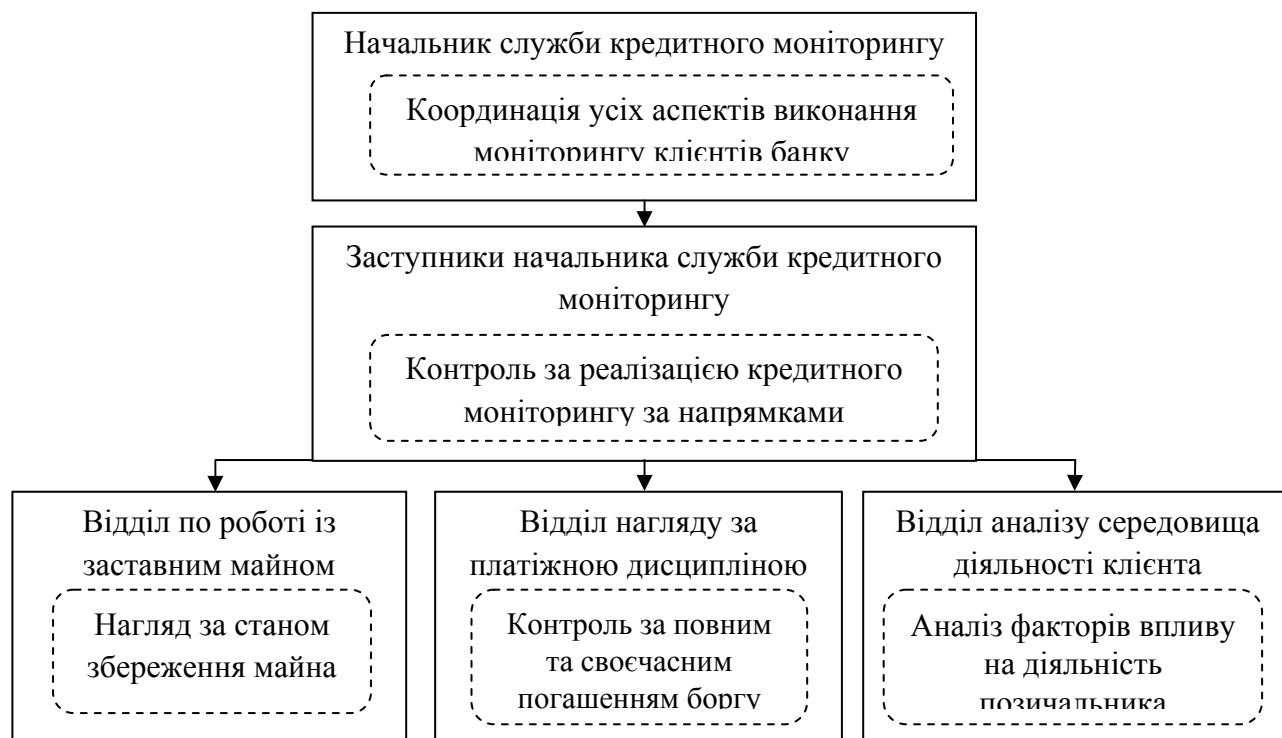 Начальник служби кредитного моніторингу
Координація усіх аспектів виконання
моніторингу клієнтів банку
Заступники начальника служби кредитного
моніторингу
Контроль за реалізацією кредитного
моніторингу за напрямками
Відділ по роботі із
заставним майном
Нагляд за станом
збереження майна
Відділ нагляду за
платіжною дисципліною
Контроль за повним
та своєчасним
погашенням боргу
Відділ аналізу середовища
діяльності клієнта
Аналіз факторів впливу
на діяльність
позичальника